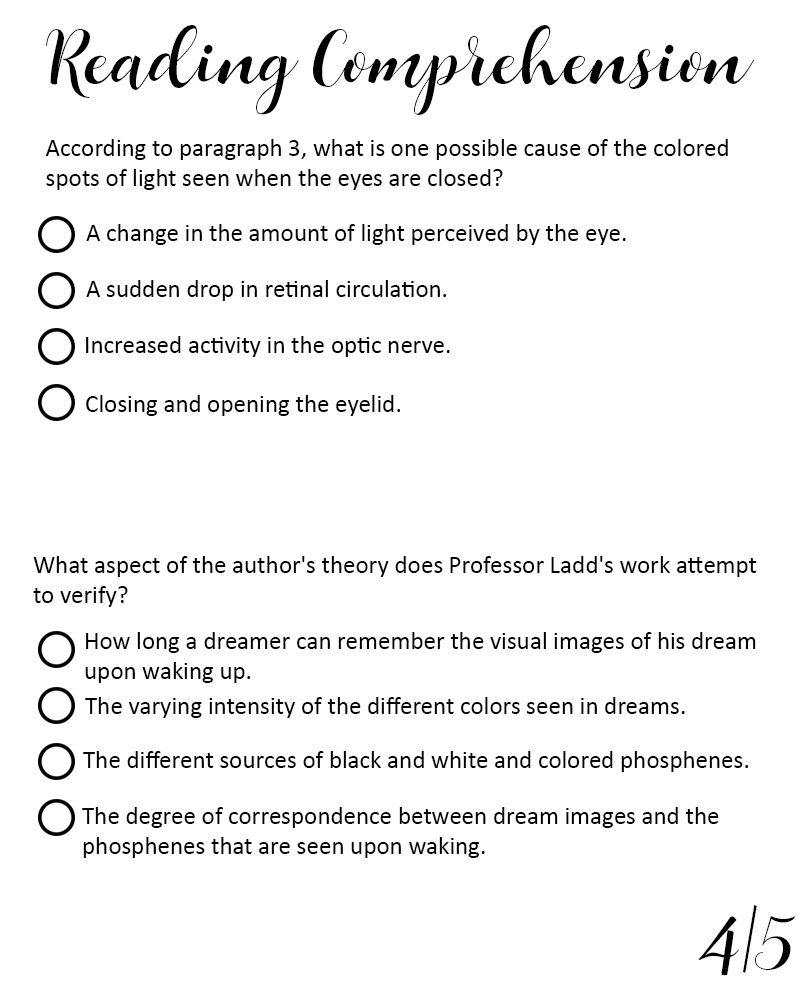 Reading Comprehension
According to paragraph 3, what is one possible cause of the colored
spots of light seen when the eyes are closed?
A change in the amount of light perceived by the eye.
A sudden drop in retinal circulation.
Increased activity in the optic nerve.
Closing and opening the eyelid.
What aspect of the author's theory does Professor Ladd's work attempt
to verify?
How long a dreamer can remember the visual images of his dream
upon waking up.
The varying intensity of the different colors seen in dreams.
The different sources of black and white and colored phosphenes.
The degree of correspondence between dream images and the
phosphenes that are seen upon waking.
4/5